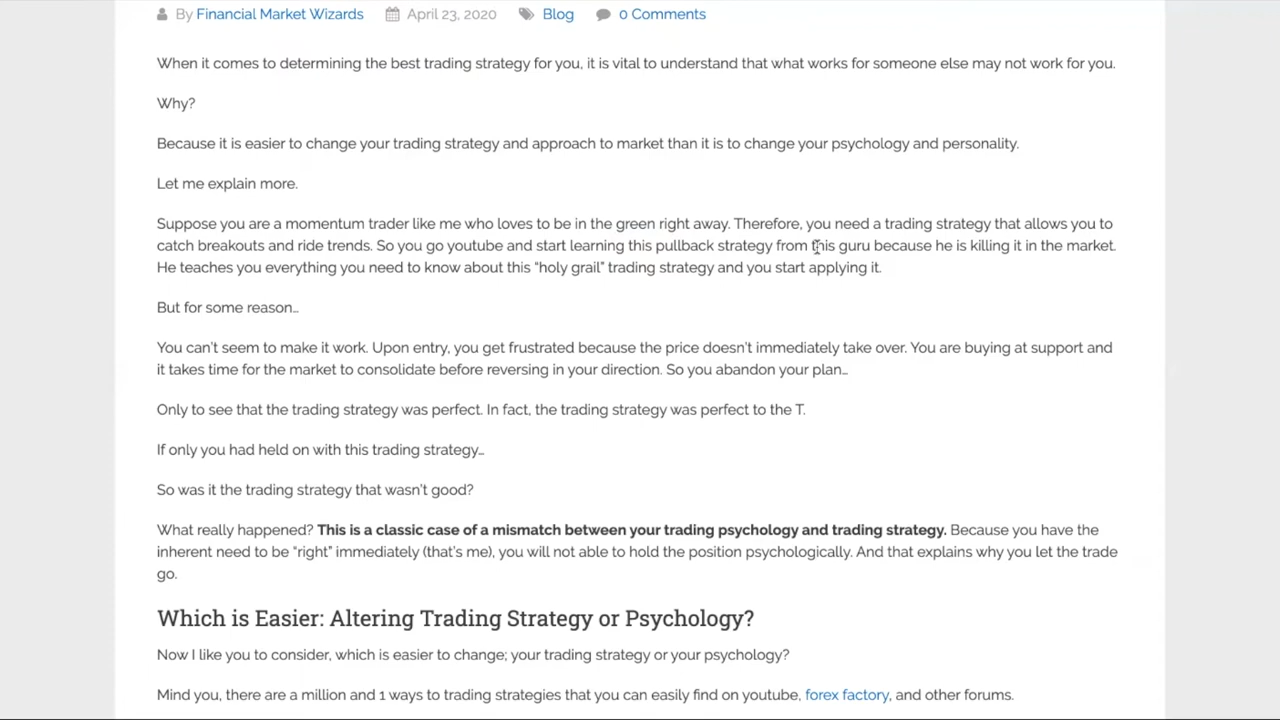 By Financial Market Wizards April 23, 2020 Blog 0 Comments
When it comes to determining the best trading strategy for you, it is vital to understand that what works for someone else may not work for you.
Why?
Because it is easier to change your trading strategy and approach to market than it is to change your psychology and personality.
Let me explain more.
Suppose you are a momentum trader like me who loves to be in the green right away. Therefore, you need a trading strategy that allows you to
catch breakouts and ride trends. So you go youtube and start learning this pullback strategy from this guru because he is killing it in the market.
He teaches you everything you need to know about this “holy grail” trading strategy and you start applying it.
But for some reason…
You can’t seem to make it work. Upon entry, you get frustrated because the price doesn’t immediately take over. You are buying at support and
it takes time for the market to consolidate before reversing in your direction. So you abandon your plan…
Only to see that the trading strategy was perfect. In fact, the trading strategy was perfect to the T.
If only you had held on with this trading strategy…
So was it the trading strategy that wasn’t good?
What really happened? This is a classic case of a mismatch between your trading psychology and trading strategy. Because you have the
inherent need to be “right” immediately (that’s me), you will not able to hold the position psychologically. And that explains why you let the trade
go.
Which is Easier: Altering Trading Strategy or Psychology?
Now I like you to consider, which is easier to change; your trading strategy or your psychology?
Mind you, there are a million and 1 ways to trading strategies that you can easily find on youtube, forex factory, and other forums.